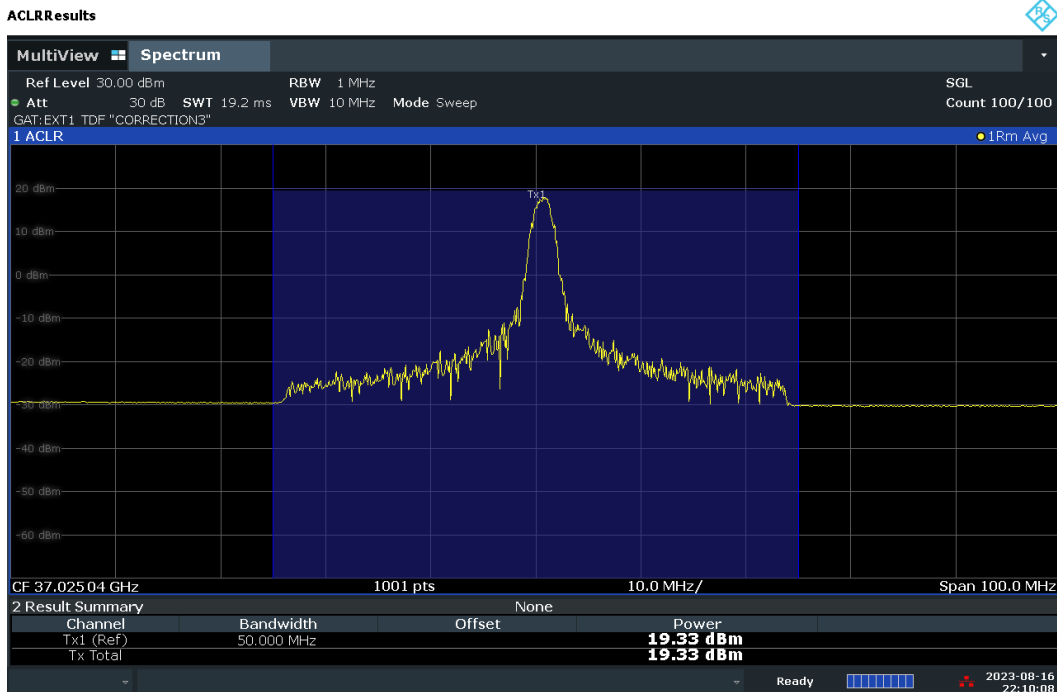 ACLRResults
R&S
MultiView Spectrum
Ref Level 30.00 dBm RBW 1 MHz SGL
Att 30 dB SWT 19.2 ms VBW 10 MHz Mode Sweep Count 100/100
GAT:EXT1 TDF "CORRECTION3"
1 ACLR 1Rm Avg
Tx1
20 dBm
10 dBm
0 dBm
-10 dBm
-20 dBm
-30 dBm
-40 dBm
-50 dBm
-60 dBm
CF 37.02504 GHz 1001 pts 10.0 MHz/ Span 100.0 MHz
2 Result Summary None
Channel Bandwidth Offset Power
Tx1 (Ref) 50.000 MHz 19.33 dBm
Tx Total 19.33 dBm
Ready 2023-08-16
22:10:08